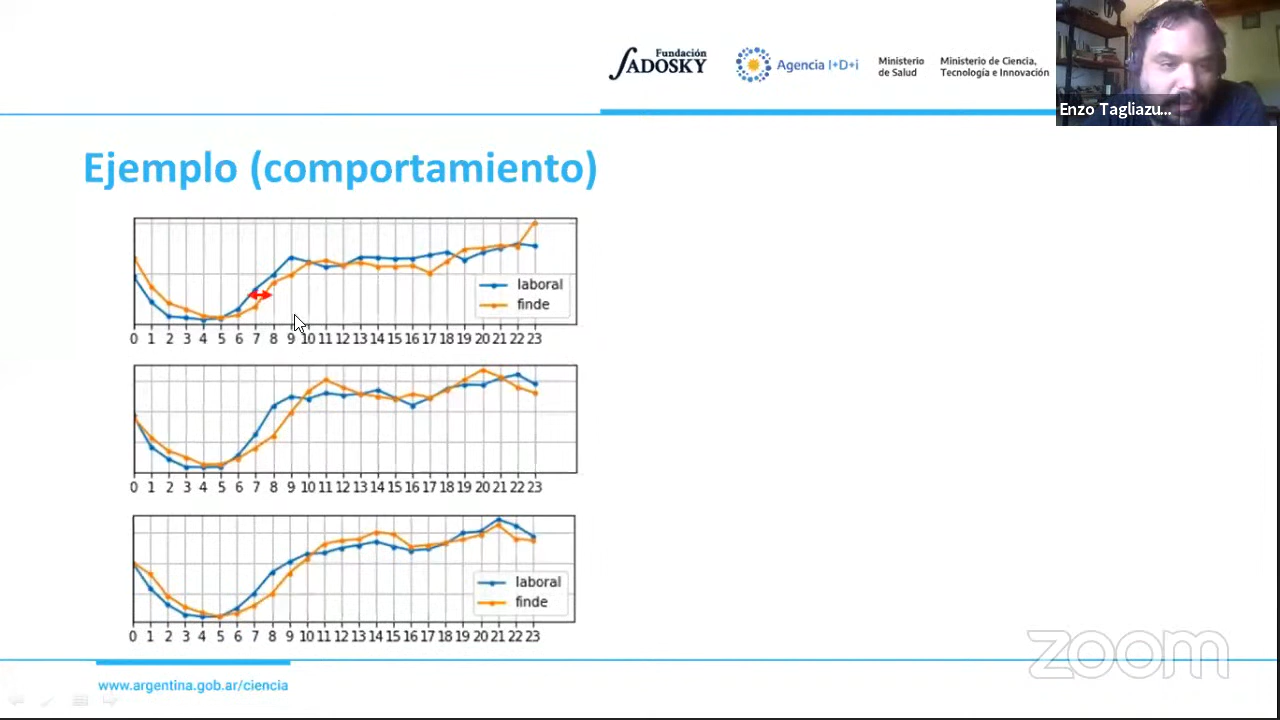 Fundación
SADOSKY
Agencia I+D+i
Ministerio
de Salud
Ministerio de Ciencia,
Tecnología e Innovación
Enzo Tagliazu...
Ejemplo (comportamiento)
laboral
finde
0 1 2 3 4 5 6 7 8 9 10 11 12 13 14 15 16 17 18 19 20 21 22 23
0 1 2 3 4 5 6 7 8 9 10 11 12 13 14 15 16 17 18 19 20 21 22 23
laboral
finde
0 1 2 3 4 5 6 7 8 9 10 11 12 13 14 15 16 17 18 19 20 21 22 23
zoom
www.argentina.gob.ar/ciencia